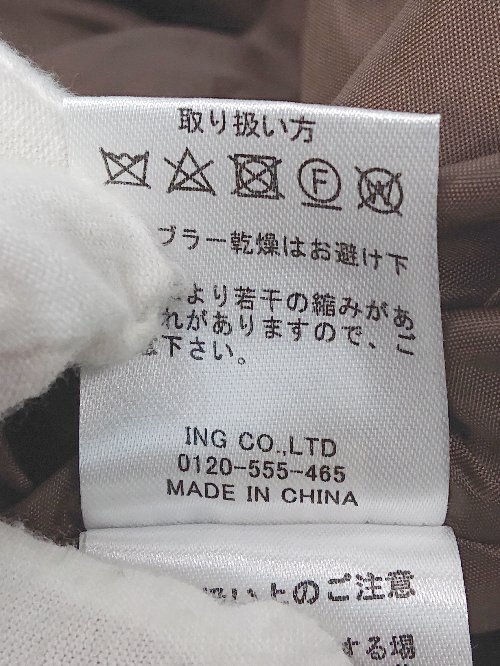 取り扱い方
F W
ブラー乾燥はお避け下
より若干の縮みがあ
れがありますので、ご
下さい。
ING CO.,LTD
0120-555-465
MADE IN CHINA
とのご注意
する場